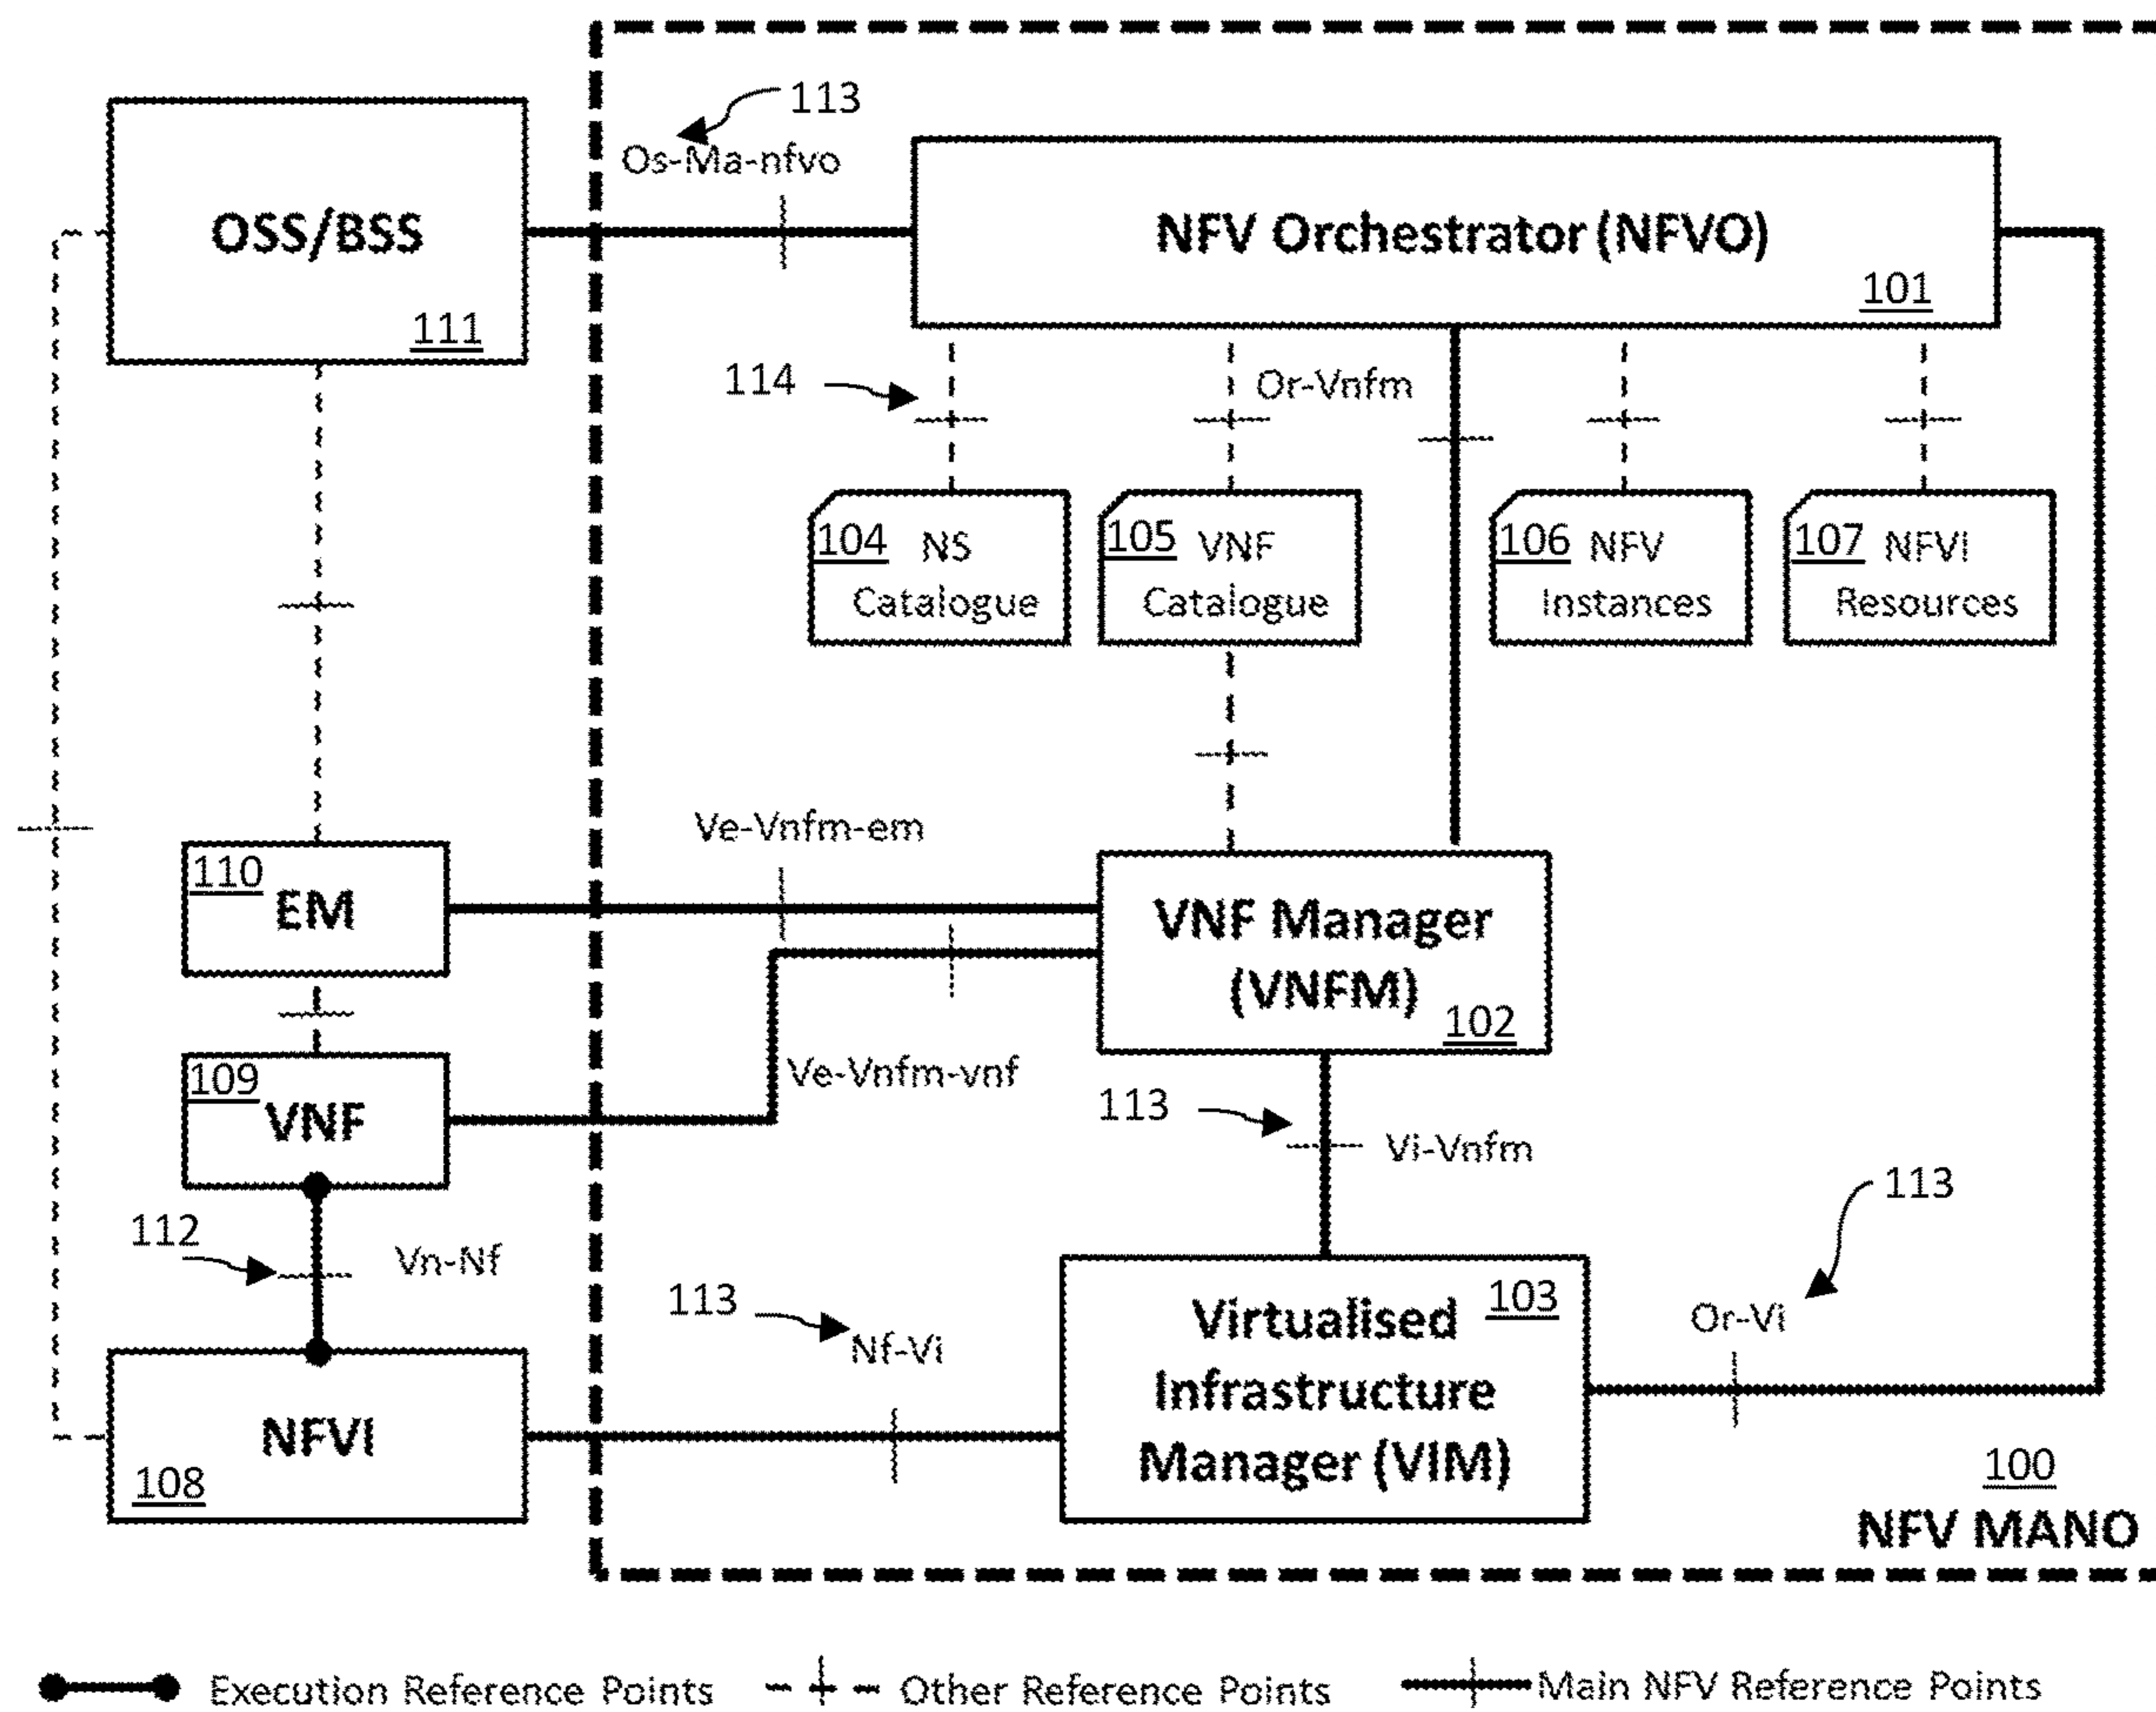 113
Os-Ma-nfvo
OSS/BSS
111
NFV Orchestrator (NFVO)
101
114
Or-Vnfm
104 NS
Catalogue
105 VNF
Catalogue
106 NFV
Instances
107 NFVI
Resources
Ve-Vnfm-em
110
EM
VNF Manager
(VNFM)
102
109
VNF
Ve-Vnfm-vnf
113
Vi-Vnfm
113
112
Vn-Nf
113
Nf-Vi
Virtualised
103
Infrastructure
Manager (VIM)
Or-Vi
NFVI
108
100
NFV MANO
Execution Reference Points
Other Reference Points
Main NFV Reference Points